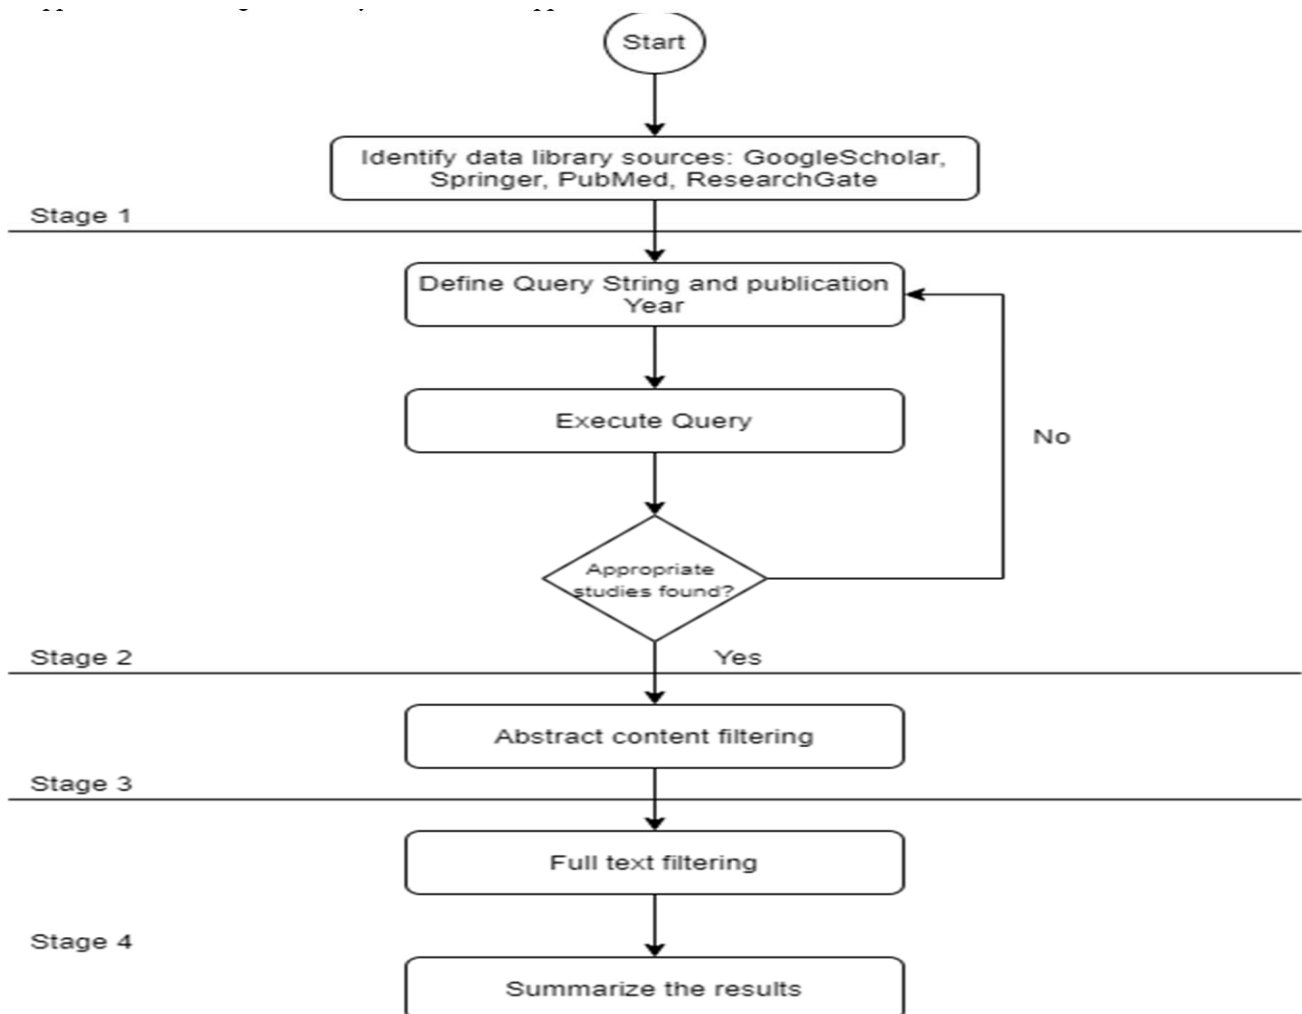 Start
Identify data library sources: GoogleScholar,
Springer, PubMed, ResearchGate
Stage 1
Define Query String and publication
Year
Execute Query
No
Appropriate
studies found?
Stage 2
Yes
Abstract content filtering
Stage 3
Full text filtering
Stage 4
Summarize the results